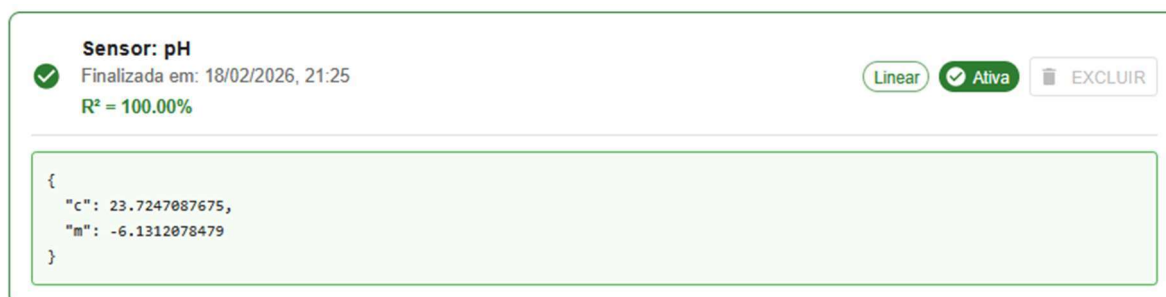 Sensor: pH
Finalizada em: 18/02/2026, 21:25
R² = 100.00%
Linear
Ativa
EXCLUIR
{
  "c": 23.7247087675,
  "m": -6.1312078479
}